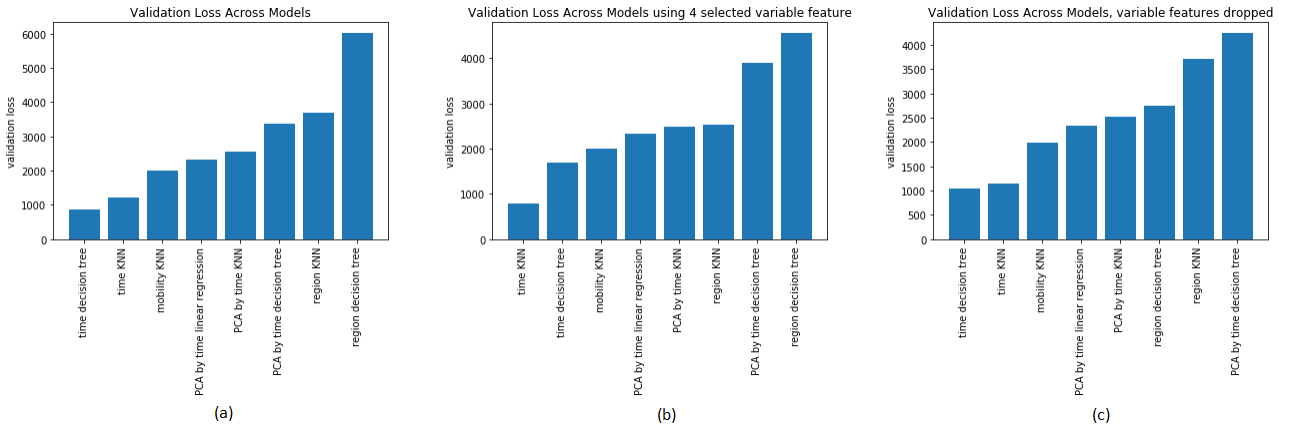 Validation Loss Across Models
validation loss
6000
5000
4000
3000
2000
1000
0
time decision tree
time KNN
mobility KNN
PCA by time linear regression
PCA by time KNN
PCA by time decision tree
region KNN
region decision tree
(a)
Validation Loss Across Models using 4 selected variable feature
validation loss
4000
3000
2000
1000
0
time KNN
time decision tree
mobility KNN
PCA by time linear regression
PCA by time KNN
region KNN
PCA by time decision tree
region decision tree
(b)
Validation Loss Across Models, variable features dropped
validation loss
4000
3500
3000
2500
2000
1500
1000
500
0
time decision tree
time KNN
mobility KNN
PCA by time linear regression
PCA by time KNN
region decision tree
region KNN
PCA by time decision tree
(c)